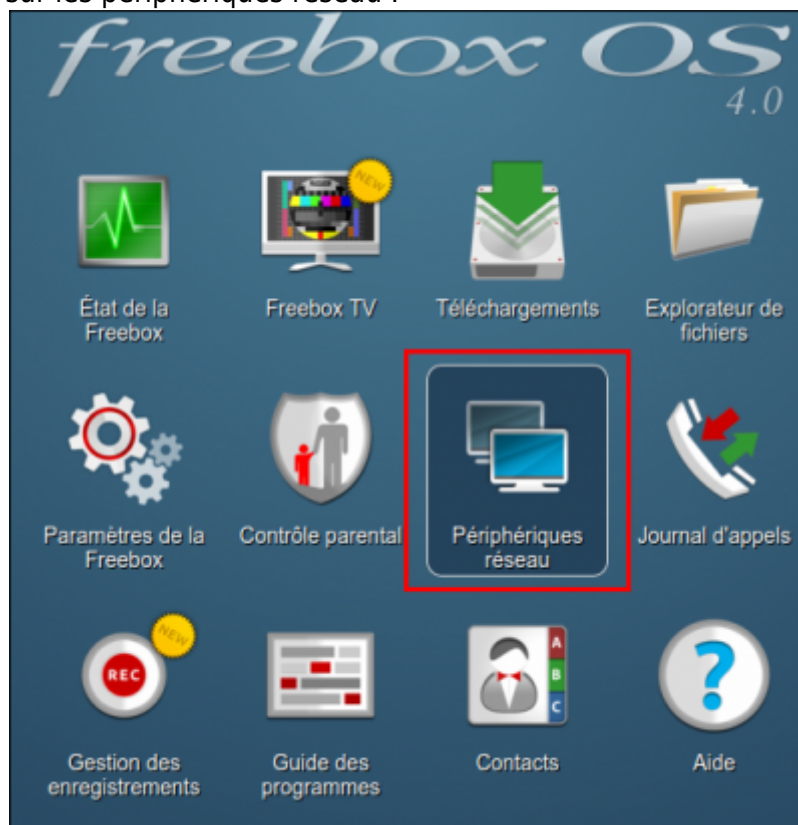 sur les périphériques réseau :
freebox OS
4.0
NEW
État de la
Freebox
Freebox TV
Téléchargements
Explorateur de
fichiers
Paramètres de la
Freebox
Contrôle parental
Périphériques
réseau
Journal d'appels
NEW
REC
A
B
C
?
Gestion des
enregistrements
Guide des
programmes
Contacts
Aide